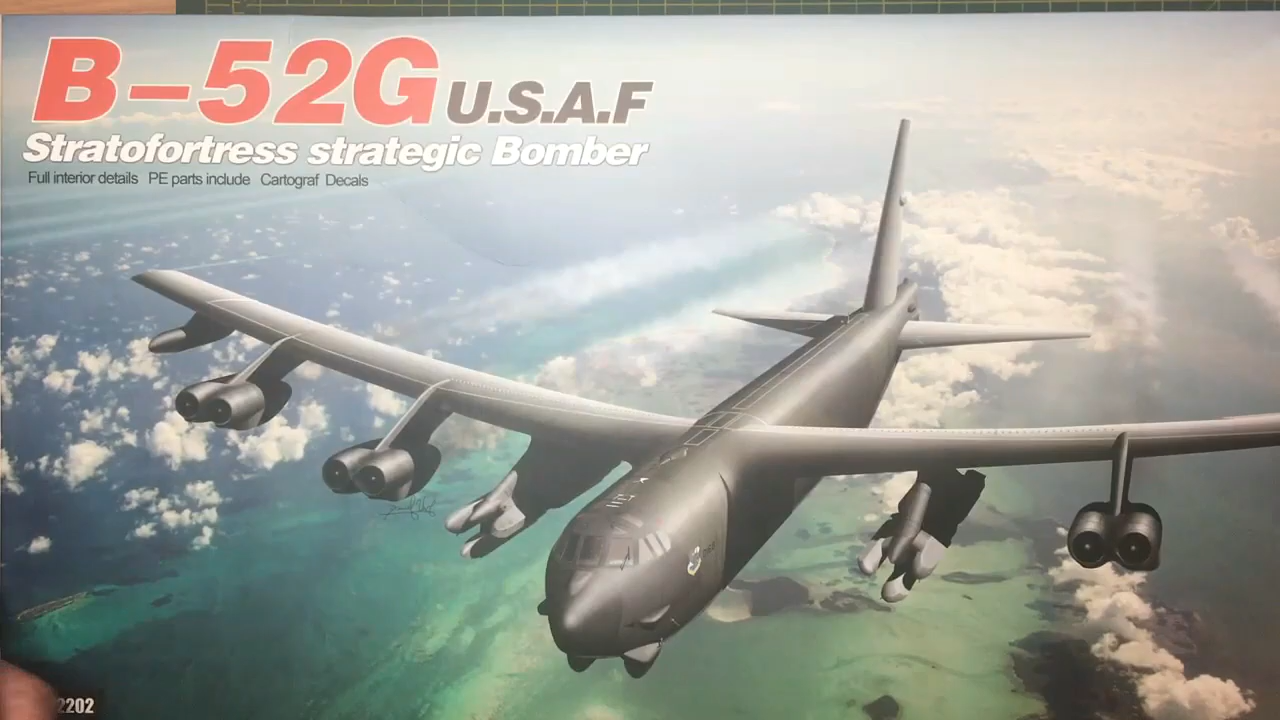 B-52G U.S.A.F
Stratofortress strategic Bomber
Full interior details PE parts include Cartograf Decals
2202